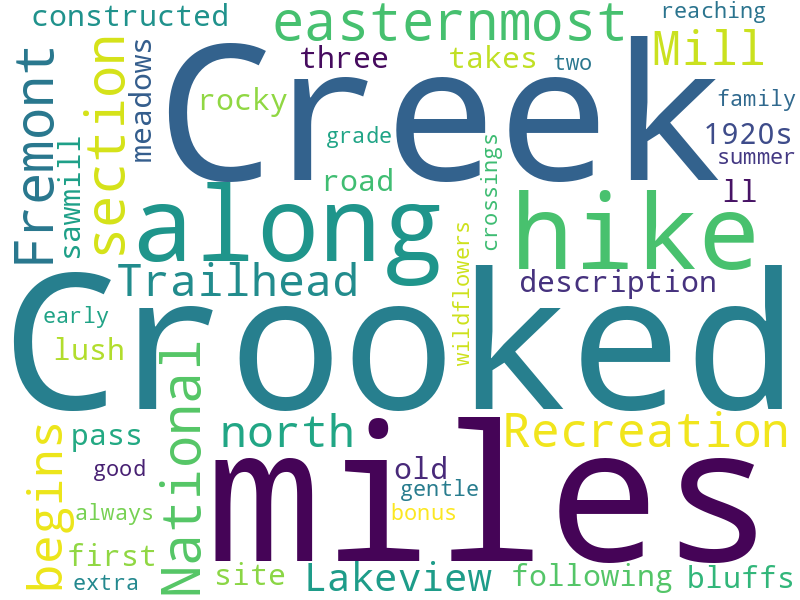 constructed
easternmost
reaching
Creek
three
takes
two
Mill
Fremont
section
meadows
rocky
grade
family
1920s
summer
sawmill
crossings
road
ll
along
hike
Trailhead
description
wildflowers
Crooked
early
lush
National
begins
pass
north
Recreation
miles
good
old
gentle
always
bonus
first
extra
site
Lakeview
following
bluffs